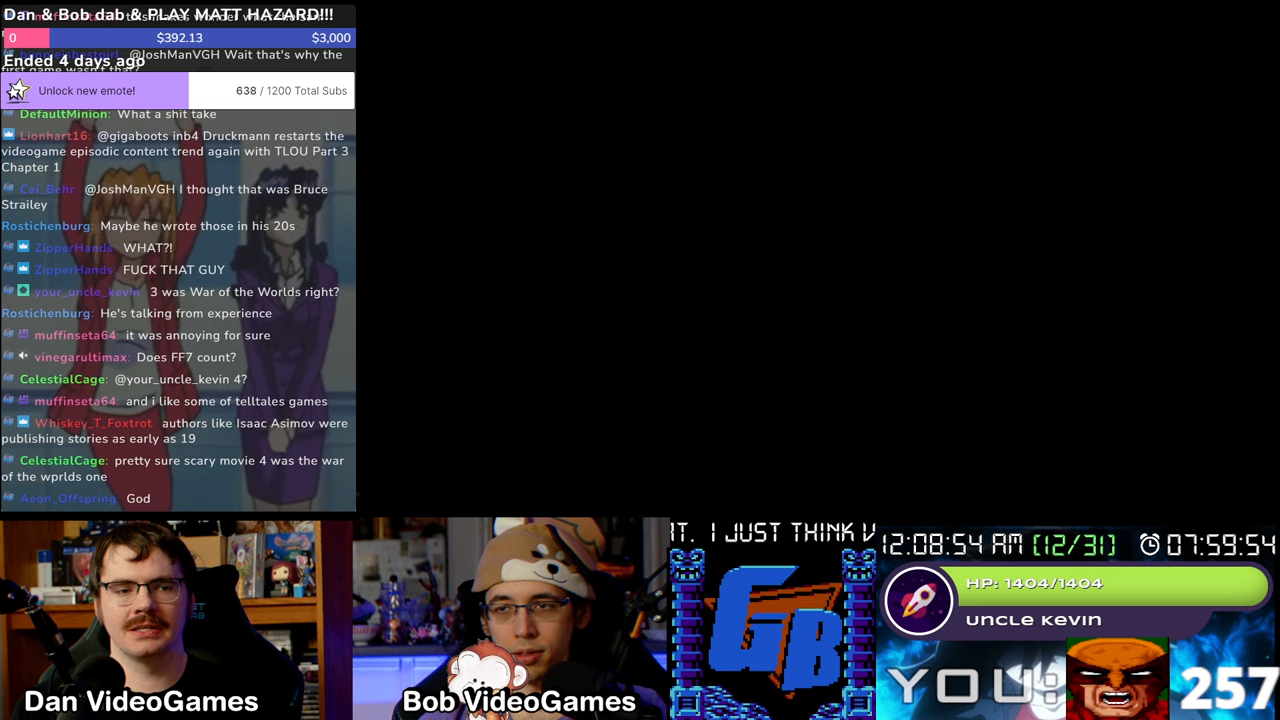 Dan & Bob dab & PLAY MATT HAZARD!!!
0 $392.13 $3,000
@JoshManVGH Wait that's why the
Ended 4 days ago
Unlock new emote! 638 / 1200 Total Subs
DefaultMinion: What a shit take
Lionhart16: @gigaboots inb4 Druckmann restarts the
videogame episodic content trend again with TLOU Part 3
Chapter 1
Cai_Behr: @JoshManVGH I thought that was Bruce
Strailey
Rostichenburg: Maybe he wrote those in his 20s
ZipperHands: WHAT?!
ZipperHands: FUCK THAT GUY
your_uncle_kevin: 3 was War of the Worlds right?
Rostichenburg: He's talking from experience
muffinseta64: it was annoying for sure
vinegarultimax: Does FF7 count?
CelestialCage: @your_uncle_kevin 4?
muffinseta64: and i like some of telltales games
Whiskey_T_Foxtrot: authors like Isaac Asimov were
publishing stories as early as 19
CelestialCage: pretty sure scary movie 4 was the war
of the wprlds one
Aeon_Offspring: God
IT. I JUST THINK
12:08:54 AM [12/31] 07:59:54
HP: 1404/1404
UNCLE KEVIN
GB
YOU:
257
Dan VideoGames
Bob VideoGames